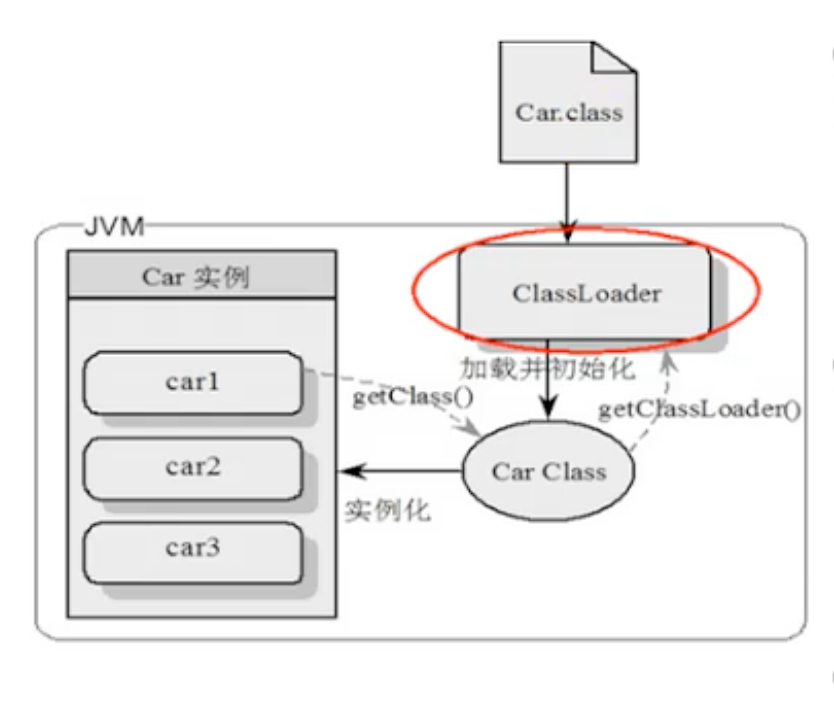 Car.class
JVM
Car 实例
ClassLoader
加载并初始化
car1
getClass()
getClassLoader()
car2
Car Class
实例化
car3